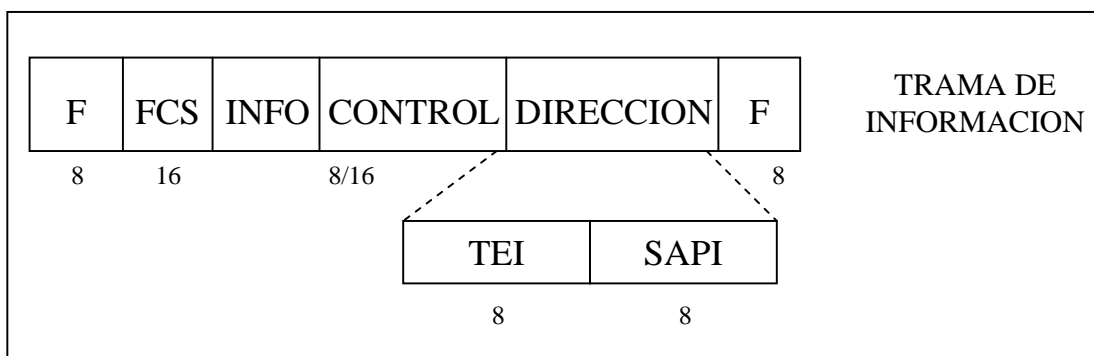 F FCS INFO CONTROL DIRECCION F
TRAMA DE
INFORMACION
8 16 8/16 8
TEI SAPI
8 8